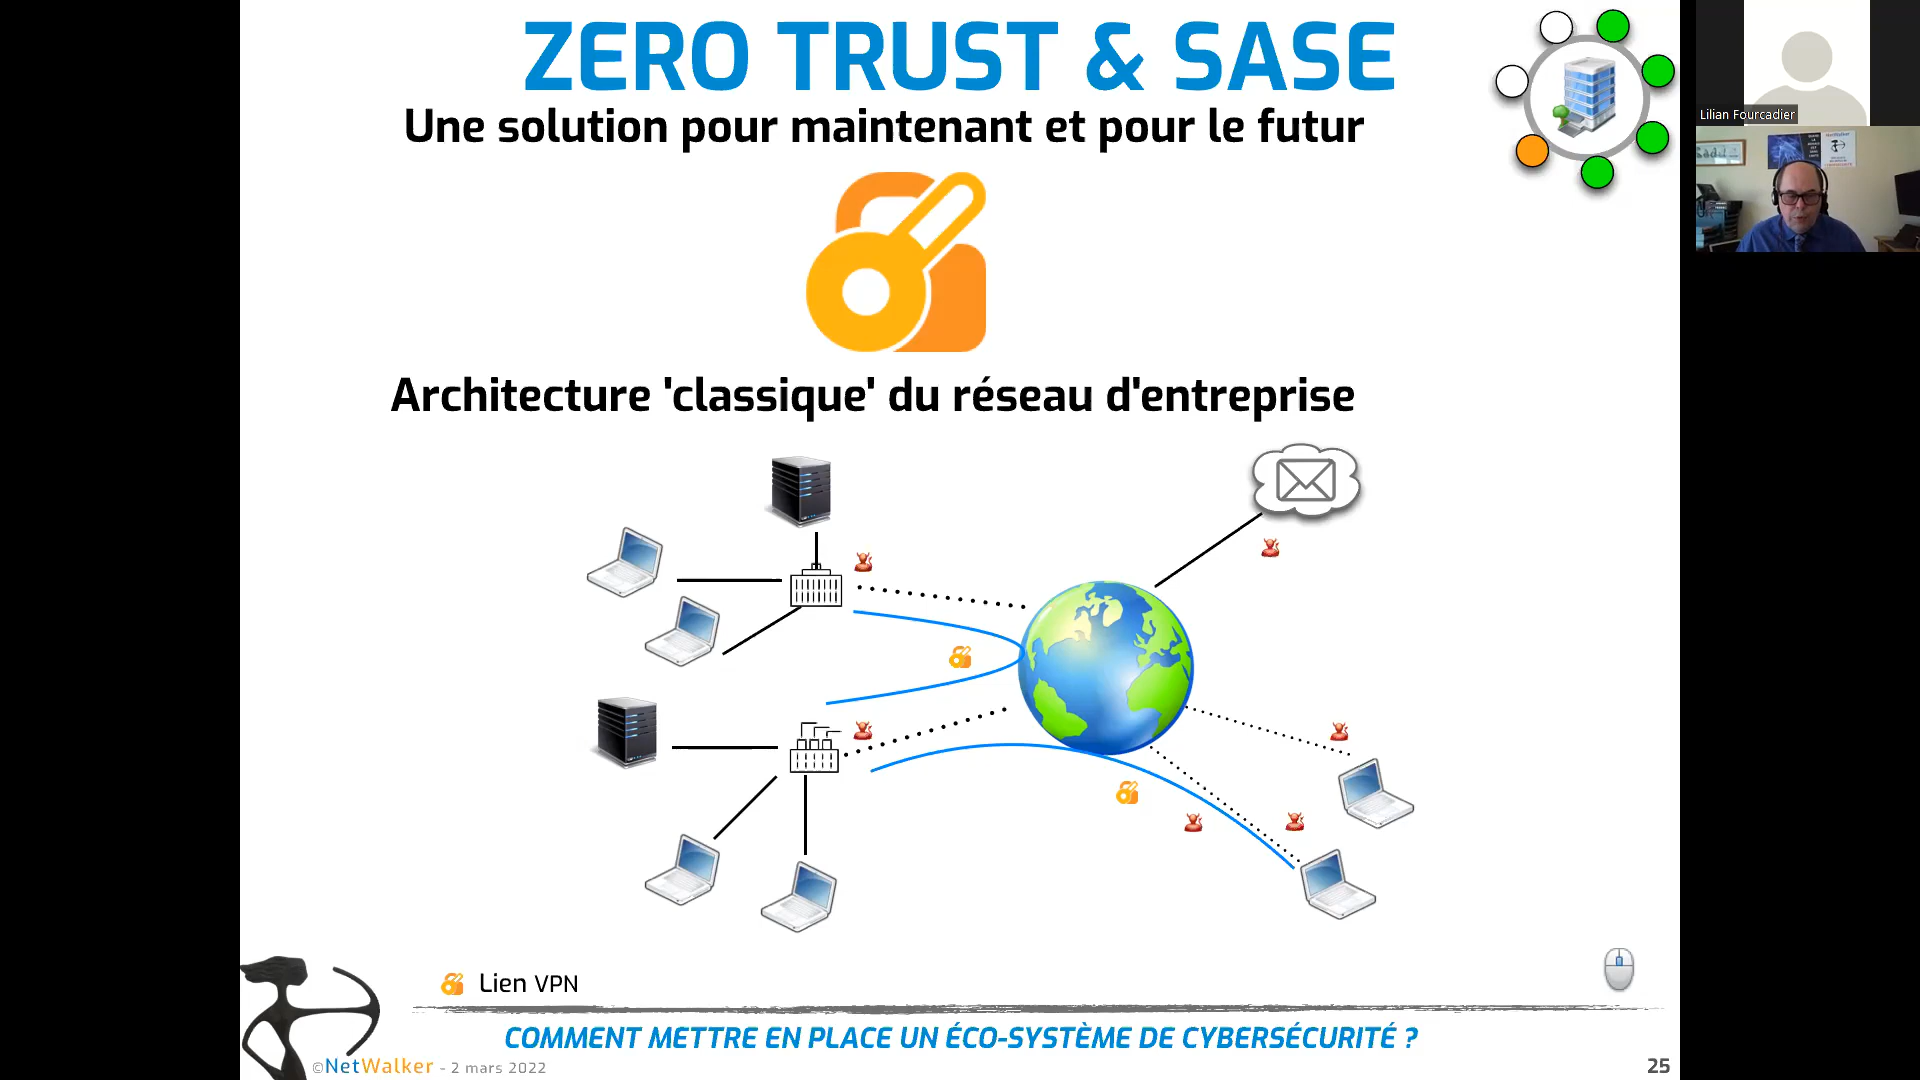 ZERO TRUST & SASE
Une solution pour maintenant et pour le futur
Lilian Fourcadier
Architecture 'classique' du réseau d'entreprise
Lien VPN
COMMENT METTRE EN PLACE UN ÉCO-SYSTÈME DE CYBERSÉCURITÉ ?
©NetWalker - 2 mars 2022
25